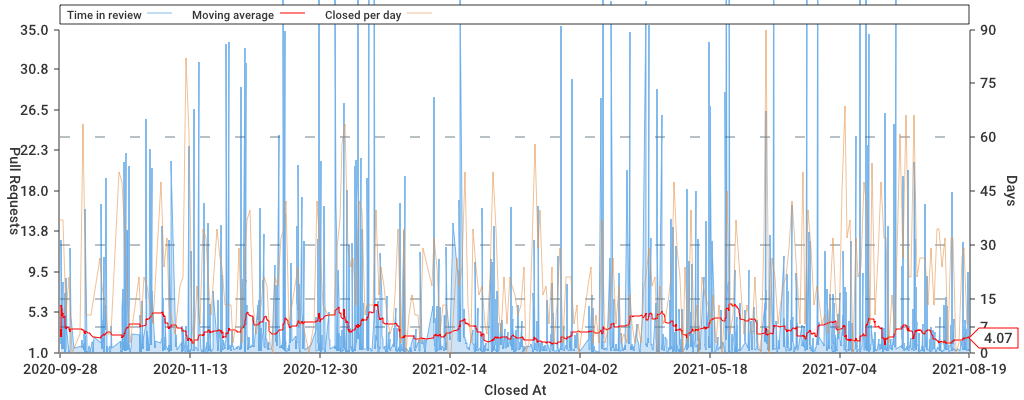 Time in review Moving average Closed per day
35.0 90
30.8 75
26.5 60
22.3 45
18.0 30
13.8 15
9.5 7
5.3 4.07
1.0 0
Pull Requests
Days
2020-09-28 2020-11-13 2020-12-30 2021-02-14 2021-04-02 2021-05-18 2021-07-04 2021-08-19
Closed At